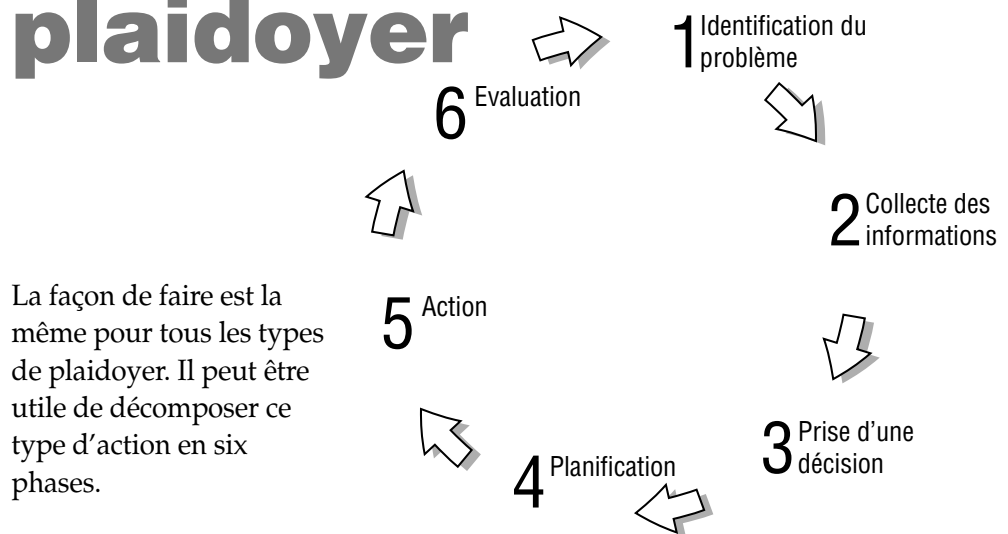 plaidoyer
1 Identification du
problème
2 Collecte des
informations
3 Prise d'une
décision
4 Planification
5 Action
6 Evaluation
La façon de faire est la
même pour tous les types
de plaidoyer. Il peut être
utile de décomposer ce
type d'action en six
phases.